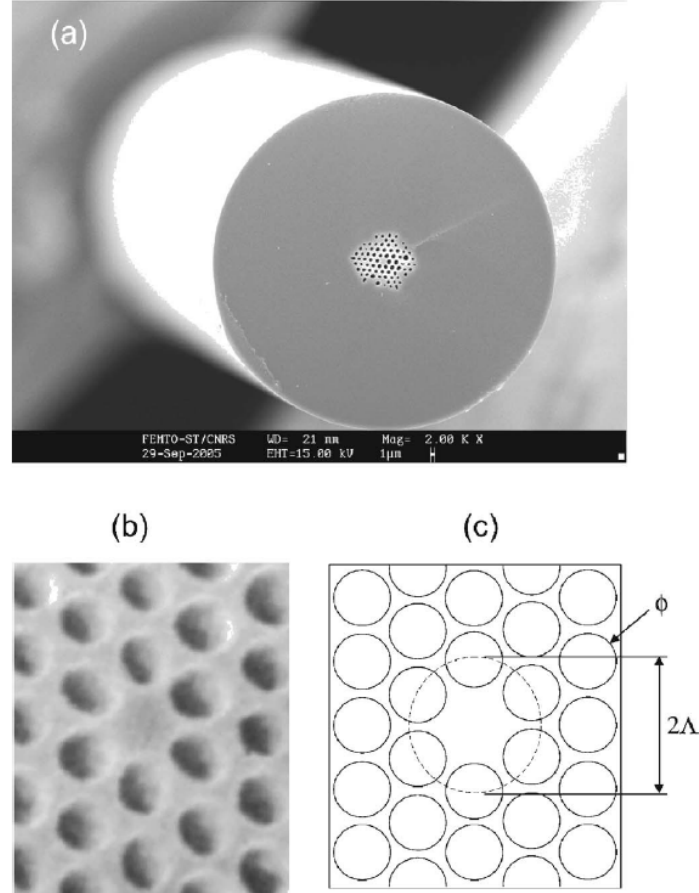 (a)
FEMTO-ST/CNRS WD= 21 mm Mag= 2.00 K X
29-Sep-2005 EHT=15.00 kV 1µm
(b) (c)
ϕ
2Λ